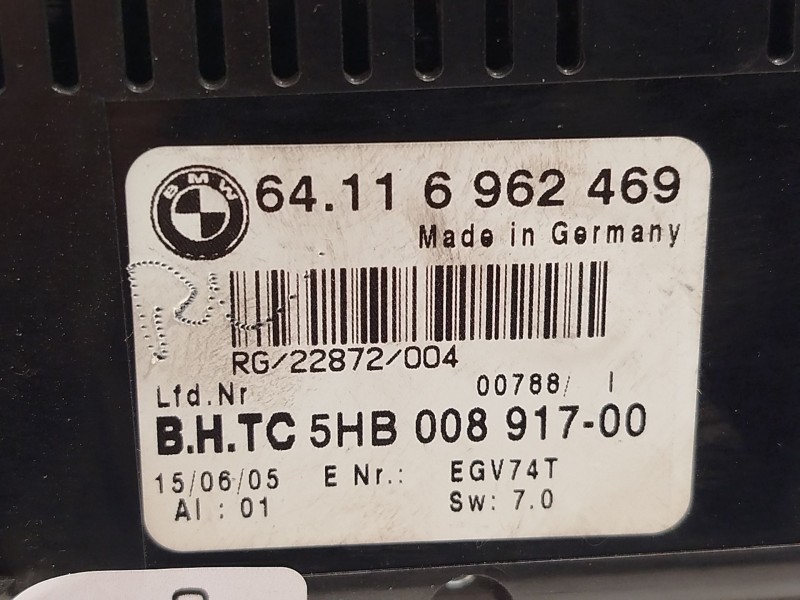 BMW 64.11 6 962 469
Made in Germany
RG/22872/004
Lfd.Nr 00788/ I
B.H.TC 5HB 008 917-00
15/06/05 E Nr.: EGV74T
AI : 01 Sw: 7.0